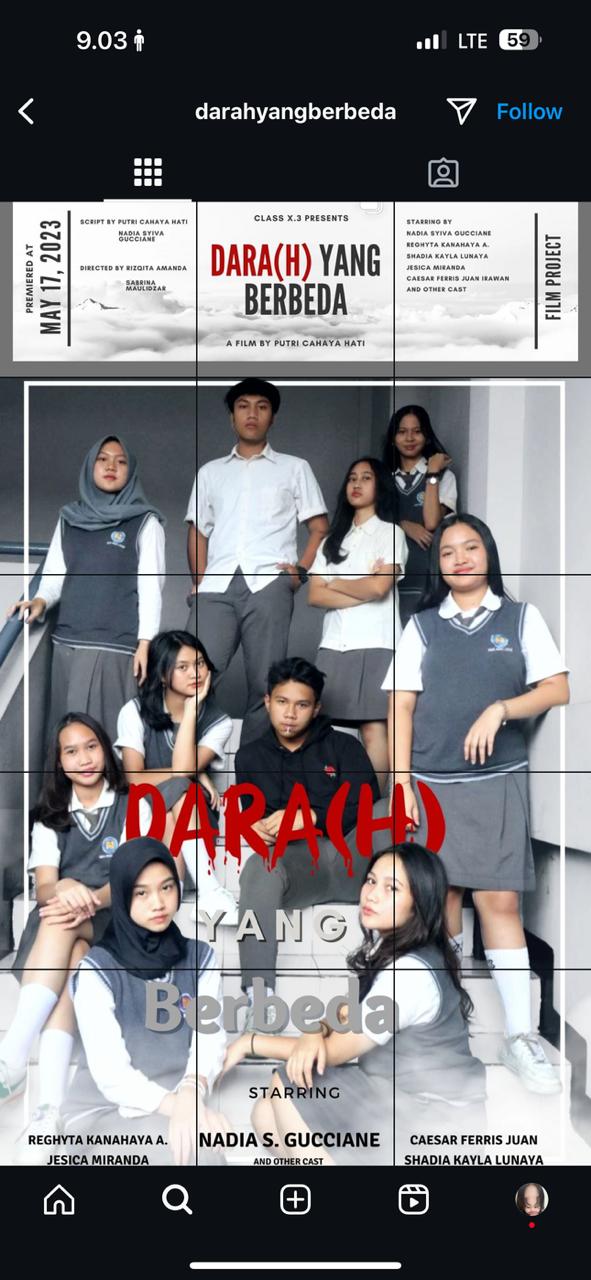 9.03
LTE
59
darahyangberbeda
Follow
PREMIERED AT
MAY 17, 2023
SCRIPT BY PUTRI CAHAYA HATI
NADIA SYIVA
GUCCIANE
DIRECTED BY RIZQITA AMANDA
SABRINA
MAULIDZAR
CLASS X.3 PRESENTS
DARA(H) YANG
BERBEDA
A FILM BY PUTRI CAHAYA HATI
STARRING BY
NADIA SYIVA GUCCIANE
REGHYTA KANAHAYA A.
SHADIA KAYLA LUNAYA
JESICA MIRANDA
CAESAR FERRIS JUAN IRAWAN
AND OTHER CAST
FILM PROJECT
DARA(H)
YANG
Berbeda
STARRING
REGHYTA KANAHAYA A.
NADIA S. GUCCIANE
CAESAR FERRIS JUAN
JESICA MIRANDA
AND OTHER CAST
SHADIA KAYLA LUNAYA